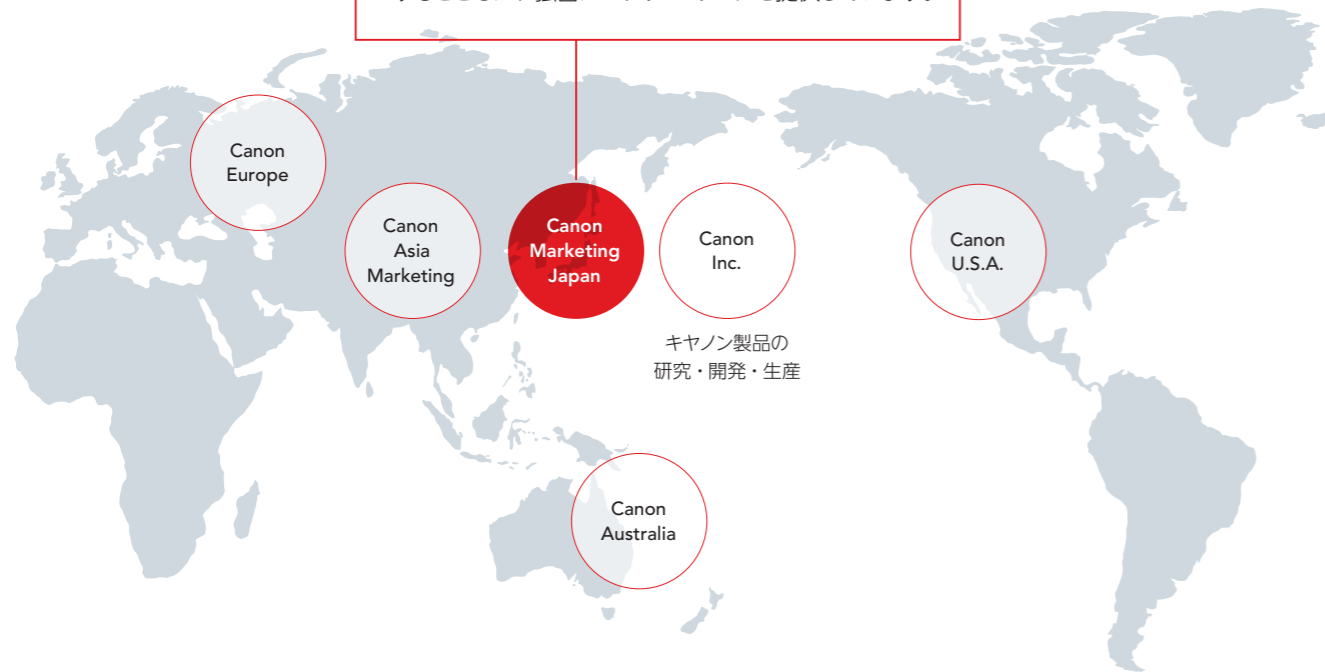 Canon
Europe
Canon
Asia
Marketing
Canon
Marketing
Japan
Canon
Inc.
キヤノン製品の
研究・開発・生産
Canon
U.S.A.
Canon
Australia